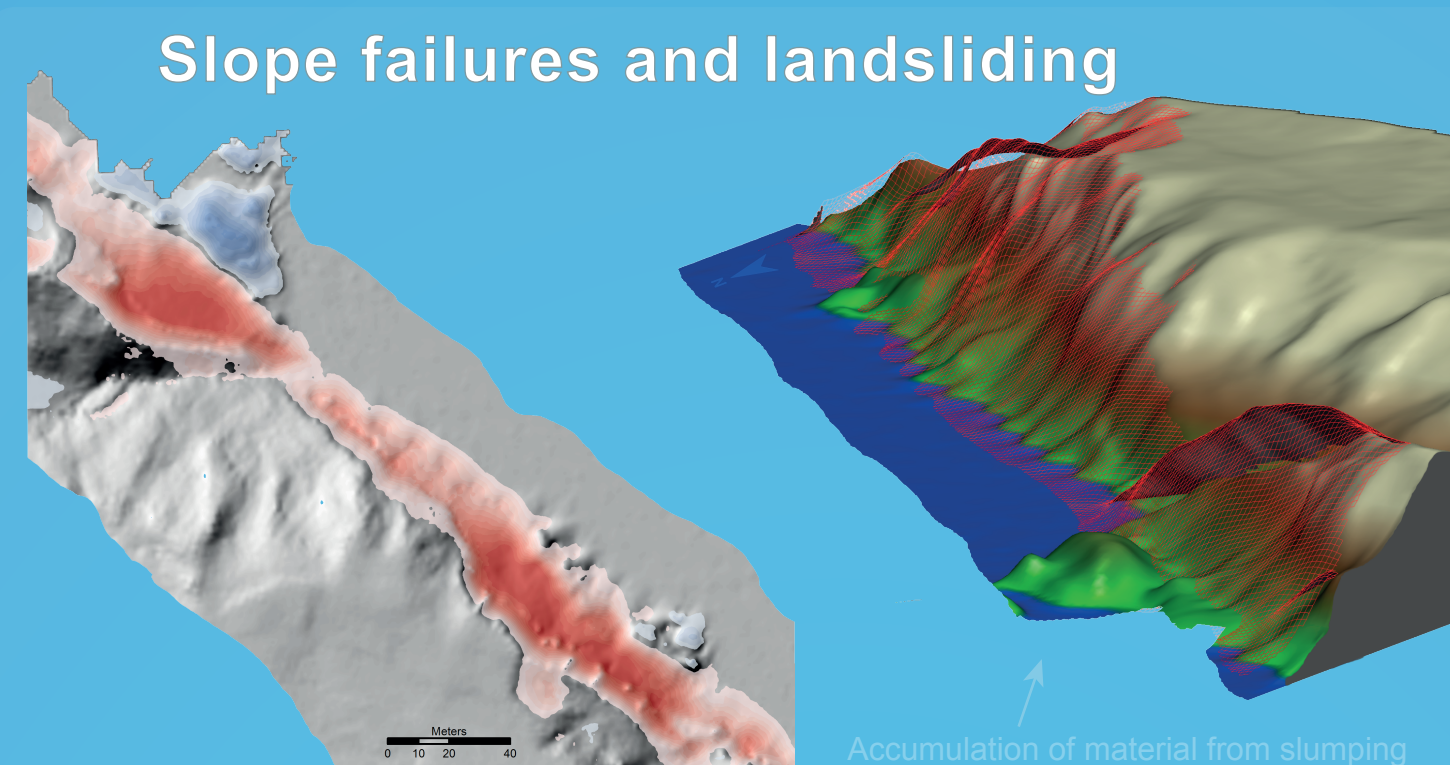 Slope failures and landsliding
N
Meters
0 10 20 40
Accumulation of material from slumping